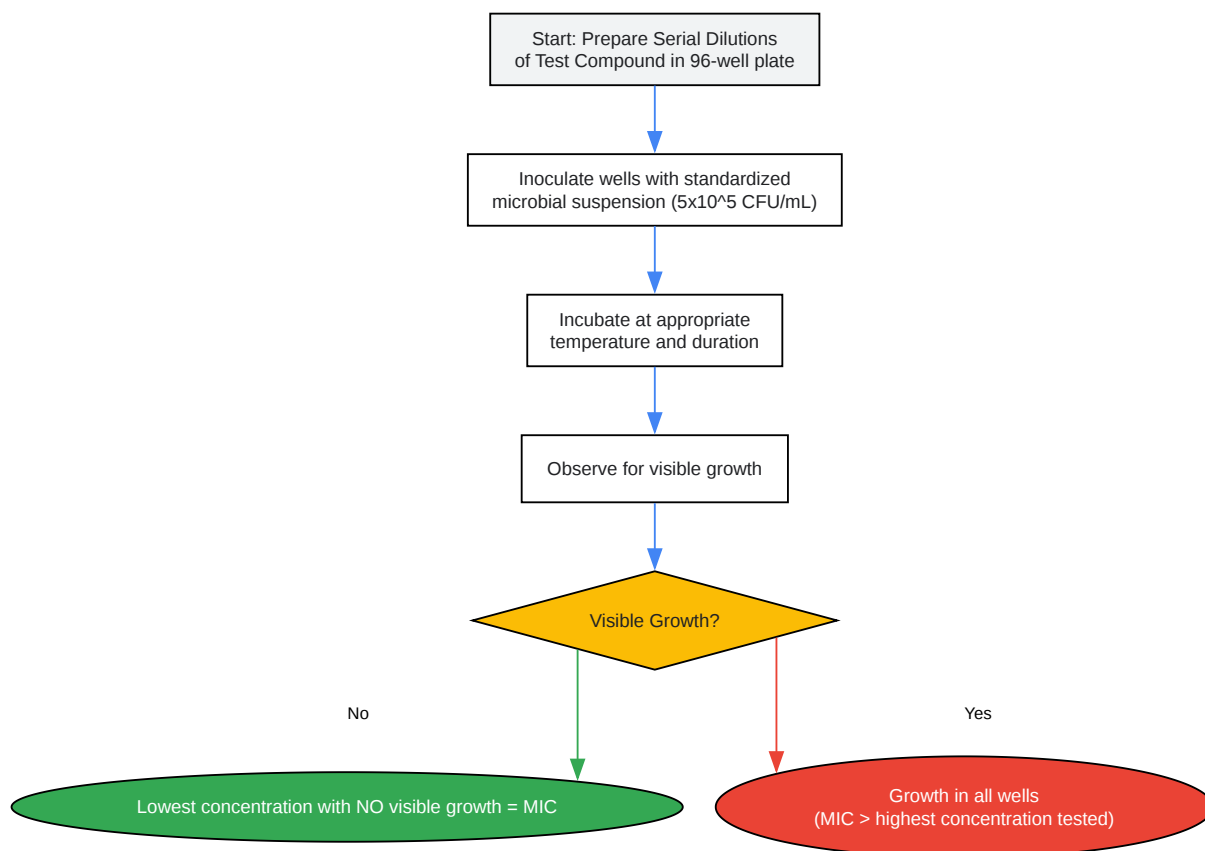 Start: Prepare Serial Dilutions
of Test Compound in 96-well plate
Inoculate wells with standardized
microbial suspension (5x10^5 CFU/mL)
Incubate at appropriate
temperature and duration
Observe for visible growth
Visible Growth?
No
Yes
Lowest concentration with NO visible growth = MIC
Growth in all wells
(MIC > highest concentration tested)